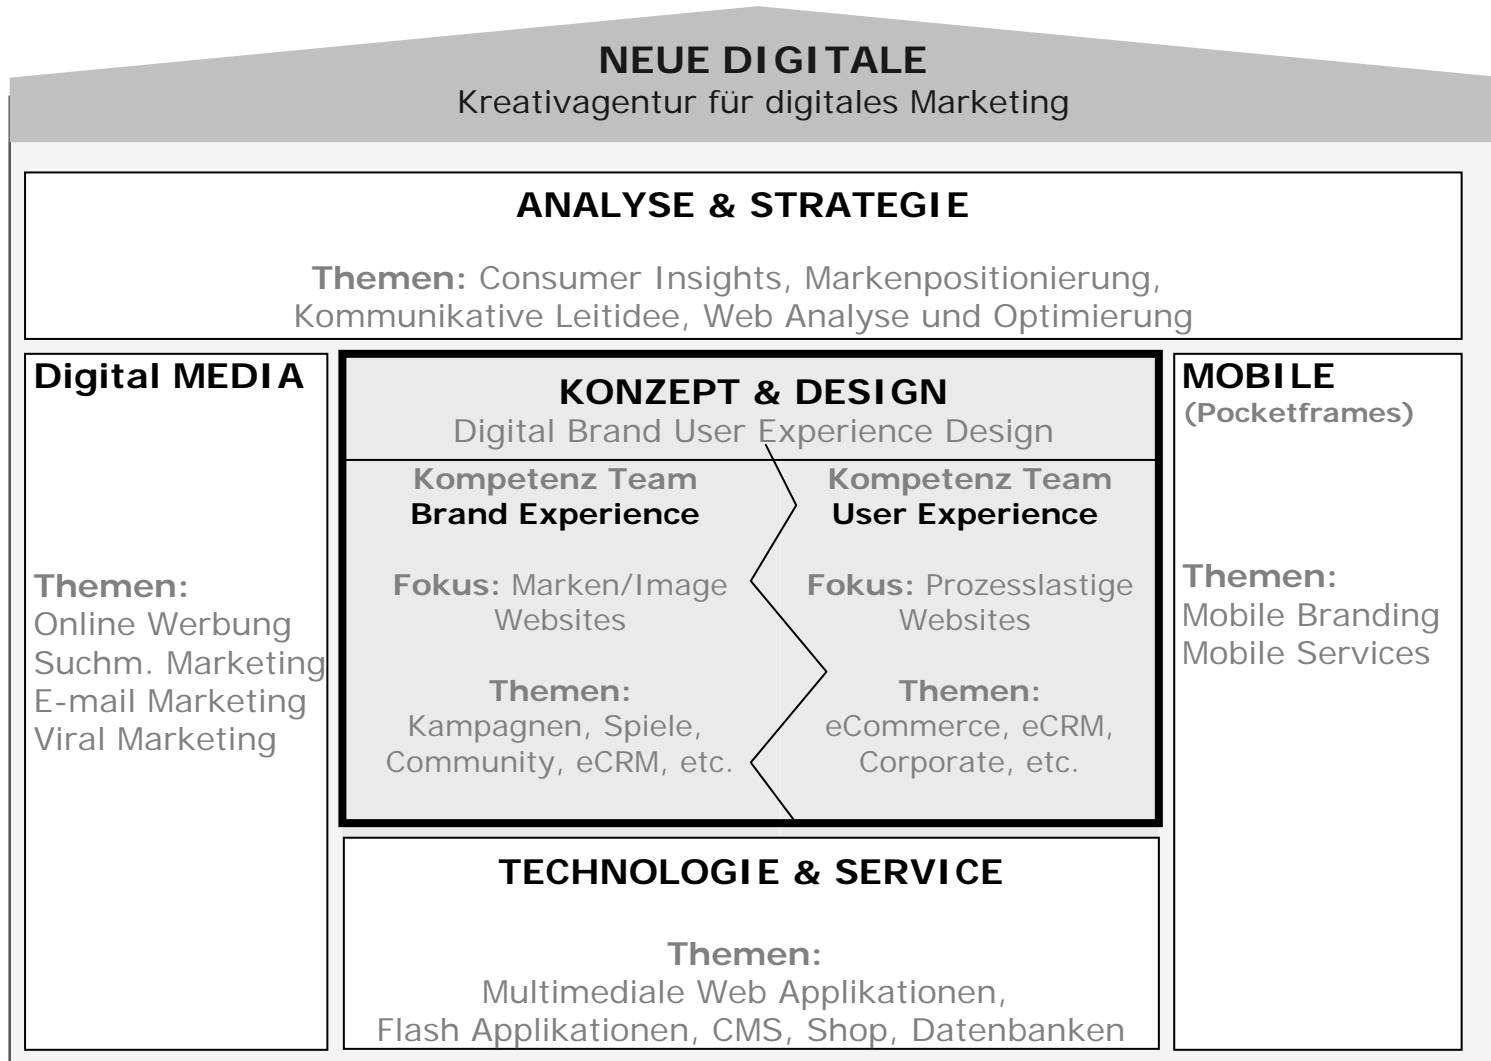 NEUE DIGITALE
Kreativagentur für digitales Marketing
ANALYSE & STRATEGIE
Themen: Consumer Insights, Markenpositionierung,
Kommunikative Leitidee, Web Analyse und Optimierung
Digital MEDIA
Themen:
Online Werbung
Suchm. Marketing
E-mail Marketing
Viral Marketing
KONZEPT & DESIGN
Digital Brand User Experience Design
Kompetenz Team
Brand Experience
Fokus: Marken/Image
Websites
Themen:
Kampagnen, Spiele,
Community, eCRM, etc.
Kompetenz Team
User Experience
Fokus: Prozesslastige
Websites
Themen:
eCommerce, eCRM,
Corporate, etc.
MOBILE
(Pocketframes)
Themen:
Mobile Branding
Mobile Services
TECHNOLOGIE & SERVICE
Themen:
Multimediale Web Applikationen,
Flash Applikationen, CMS, Shop, Datenbanken